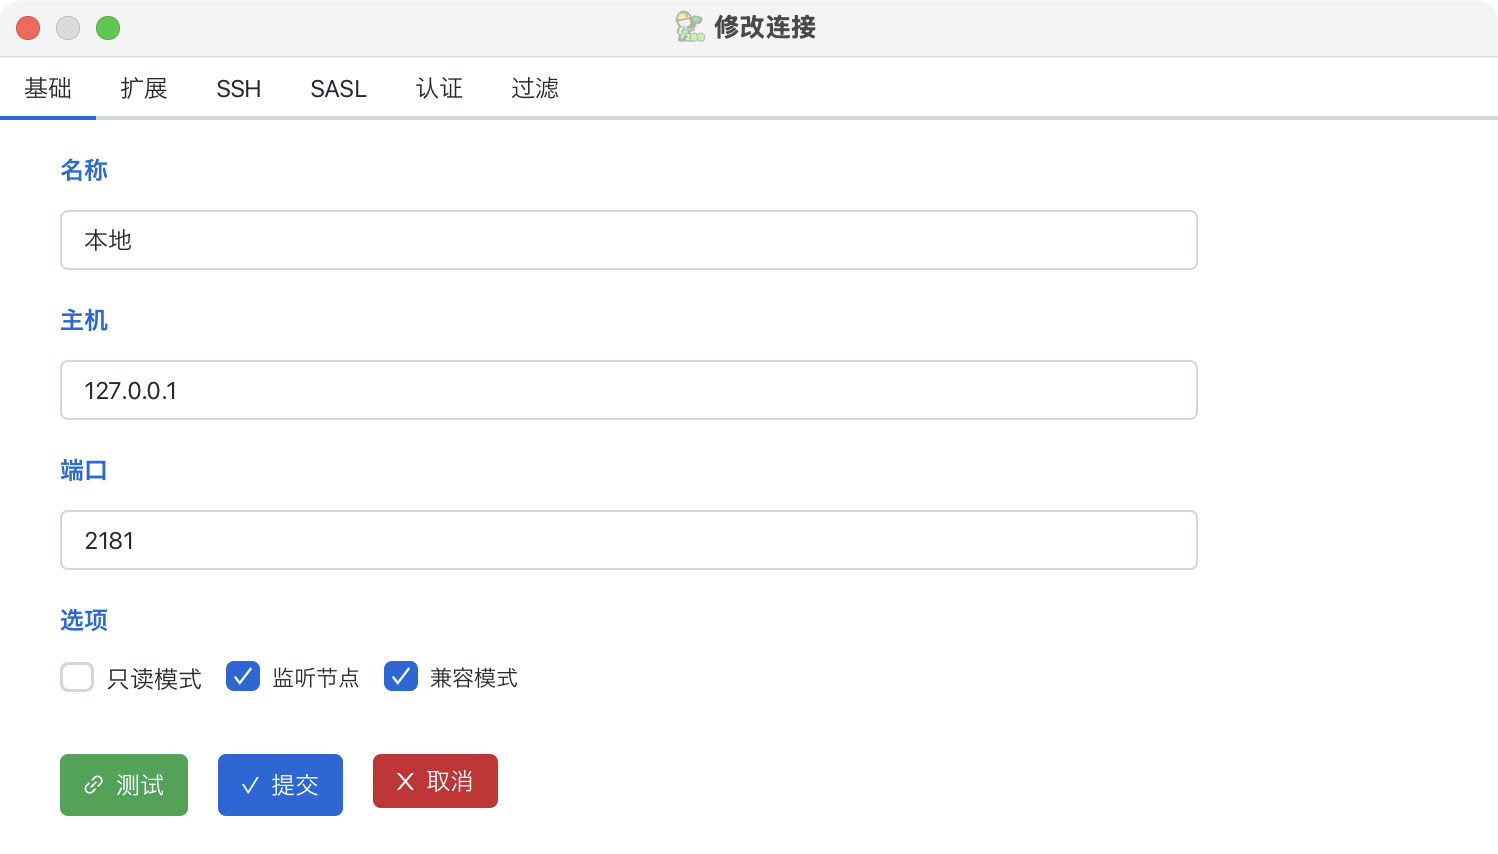 修改连接
基础 扩展 SSH SASL 认证 过滤
名称
本地
主机
127.0.0.1
端口
2181
选项
只读模式 监听节点 兼容模式
测试 提交 取消